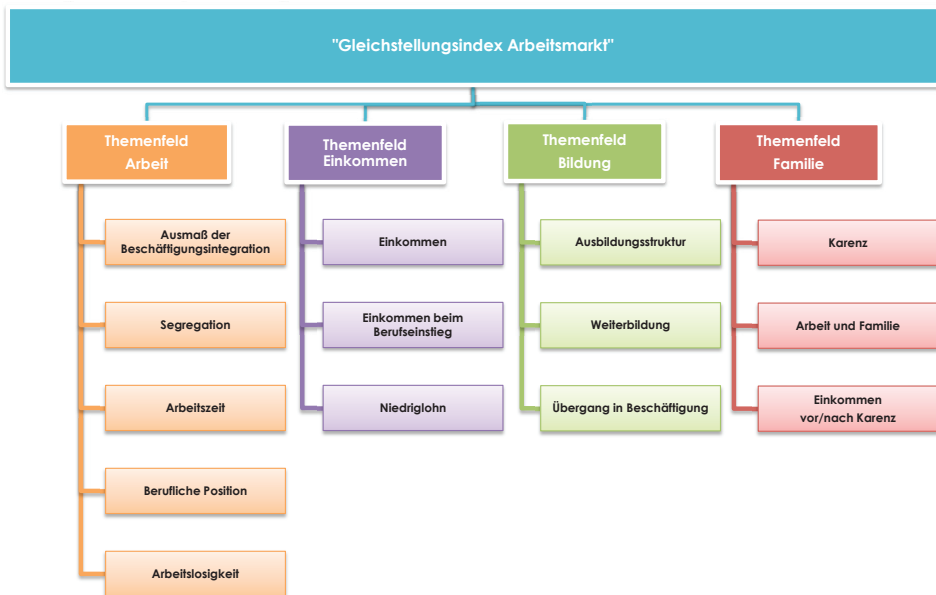 "Gleichstellungsindex Arbeitsmarkt"
Themenfeld
Arbeit
Ausmaß der
Beschäftigungsintegration
Segregation
Arbeitszeit
Berufliche Position
Arbeitslosigkeit
Themenfeld
Einkommen
Einkommen
Einkommen beim
Berufseinstieg
Niedriglohn
Themenfeld
Bildung
Ausbildungsstruktur
Weiterbildung
Übergang in Beschäftigung
Themenfeld
Familie
Karenz
Arbeit und Familie
Einkommen
vor/nach Karenz